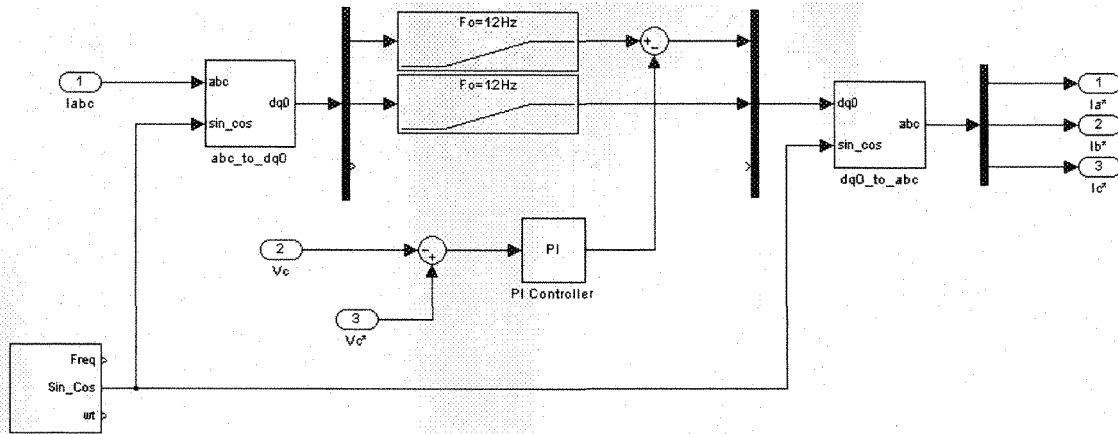 Fo=12Hz
1
Iabc
abc
dq0
sin_cos
abc_to_dq0
Fo=12Hz
+
-
dq0
abc
sin_cos
dq0_to_abc
1
Ia*
2
Ib*
3
Ic*
2
Vc
-
+
PI
PI Controller
3
Vc*
Freq
Sin_Cos
wt